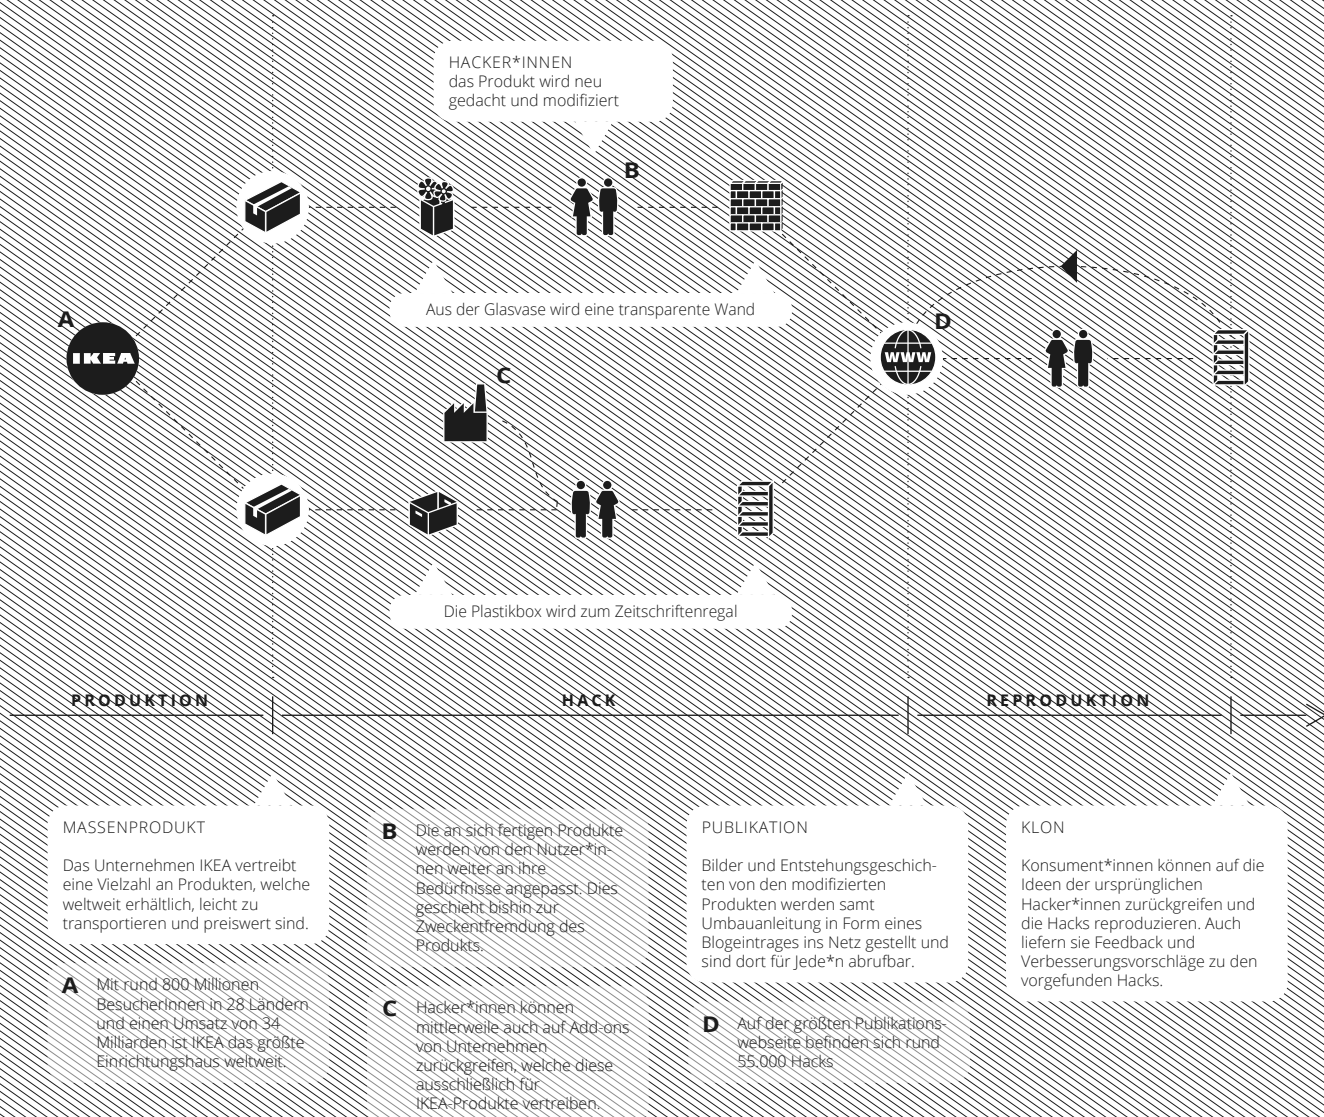 HACKER*INNEN
das Produkt wird neu
gedacht und modifiziert
B
Aus der Glasvase wird eine transparente Wand
A
IKEA
D
WWW
C
Die Plastikbox wird zum Zeitschriftenregal
PRODUKTION
HACK
REPRODUKTION
MASSENPRODUKT
Das Unternehmen IKEA vertreibt
eine Vielzahl an Produkten, welche
weltweit erhältlich, leicht zu
transportieren und preiswert sind.
A
Mit rund 800 Millionen
BesucherInnen in 28 Ländern
und einen Umsatz von 34
Milliarden ist IKEA das größte
Einrichtungshaus weltweit.
B
Die an sich fertigen Produkte
werden von den Nutzer*in-
nen weiter an ihre
Bedürfnisse angepasst. Dies
geschieht bishin zur
Zweckentfremdung des
Produkts.
C
Hacker*innen können
mittlerweile auch auf Add-ons
von Unternehmen
zurückgreifen, welche diese
ausschließlich für
IKEA-Produkte vertreiben.
PUBLIKATION
Bilder und Entstehungsgeschich-
ten von den modifizierten
Produkten werden samt
Umbauanleitung in Form eines
Blogeintrages ins Netz gestellt und
sind dort für Jede*n abrufbar.
D
Auf der größten Publikations-
webseite befinden sich rund
55.000 Hacks
KLON
Konsument*innen können auf die
Ideen der ursprünglichen
Hacker*innen zurückgreifen und
die Hacks reproduzieren. Auch
liefern sie Feedback und
Verbesserungsvorschläge zu den
vorgefunden Hacks.